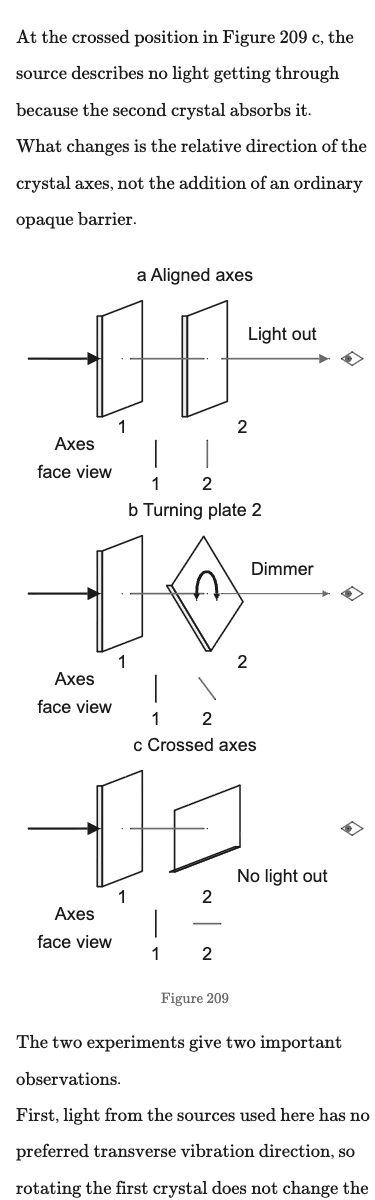 At the crossed position in Figure 209 c, the
source describes no light getting through
because the second crystal absorbs it.
What changes is the relative direction of the
crystal axes, not the addition of an ordinary
opaque barrier.
a Aligned axes
Light out
1
2
Axes
face view
1
2
b Turning plate 2
Dimmer
1
2
Axes
face view
1
2
c Crossed axes
No light out
1
2
Axes
face view
1
2
Figure 209
The two experiments give two important
observations.
First, light from the sources used here has no
preferred transverse vibration direction, so
rotating the first crystal does not change the